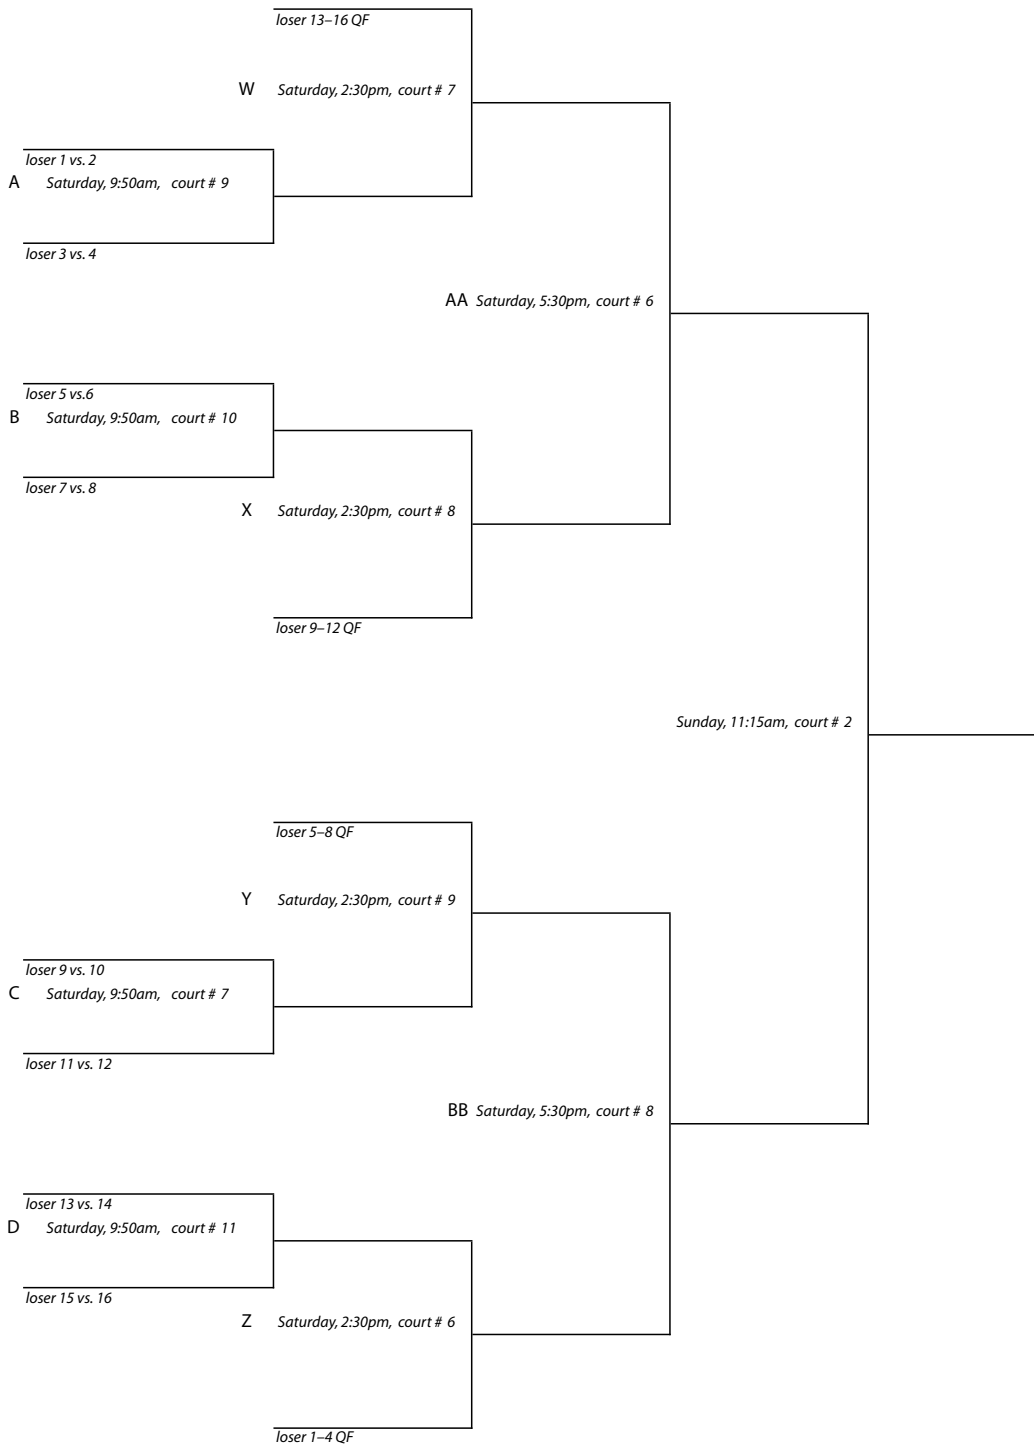 loser 13–16 QF
W Saturday, 2:30pm, court # 7
loser 1 vs. 2
A Saturday, 9:50am, court # 9
loser 3 vs. 4
AA Saturday, 5:30pm, court # 6
loser 5 vs.6
B Saturday, 9:50am, court # 10
loser 7 vs. 8
X Saturday, 2:30pm, court # 8
loser 9–12 QF
Sunday, 11:15am, court # 2
loser 5–8 QF
Y Saturday, 2:30pm, court # 9
loser 9 vs. 10
C Saturday, 9:50am, court # 7
loser 11 vs. 12
BB Saturday, 5:30pm, court # 8
loser 13 vs. 14
D Saturday, 9:50am, court # 11
loser 15 vs. 16
Z Saturday, 2:30pm, court # 6
loser 1–4 QF